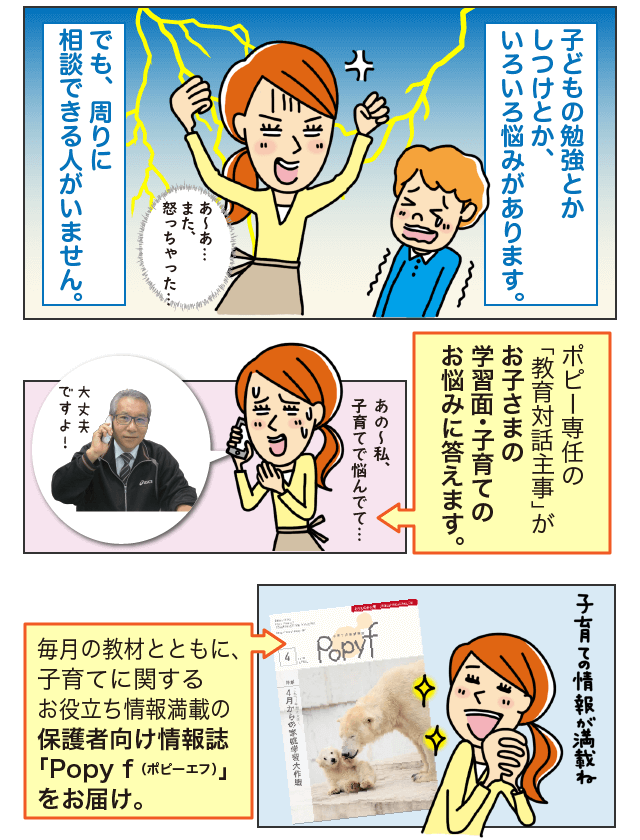 子どもの勉強とか
しつけとか、
いろいろ悩みがあります。
でも、周りに
相談できる人がいません。
あ〜あ…
また、
怒っちゃった…
ポピー専任の
「教育対話主事」が
お子さまの
学習面・子育ての
お悩みに答えます。
あの〜私、
子育てで悩んでて…
大丈夫
ですよ！
子育ての情報が満載ね
毎月の教材とともに、
子育てに関する
お役立ち情報満載の
保護者向け情報誌
「Popy f（ポピーエフ）」
をお届け。
Popyf
4
4月からの家庭学習大作戦